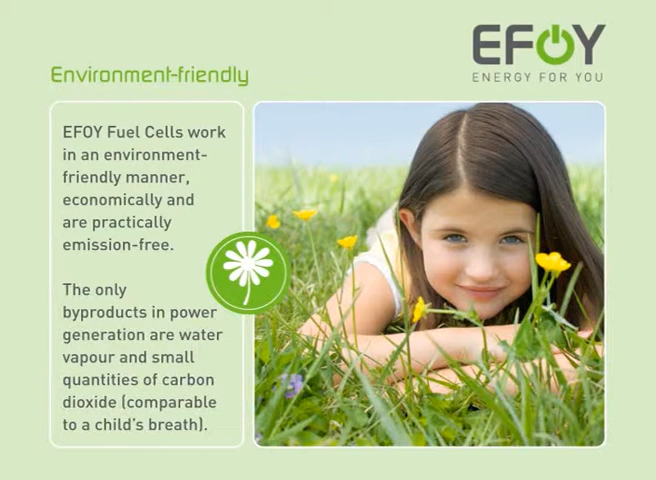 EFOY
ENERGY FOR YOU
Environment-friendly
EFOY Fuel Cells work
in an environment-
friendly manner,
economically and
are practically
emission-free.
The only
byproducts in power
generation are water
vapour and small
quantities of carbon
dioxide (comparable
to a child's breath).